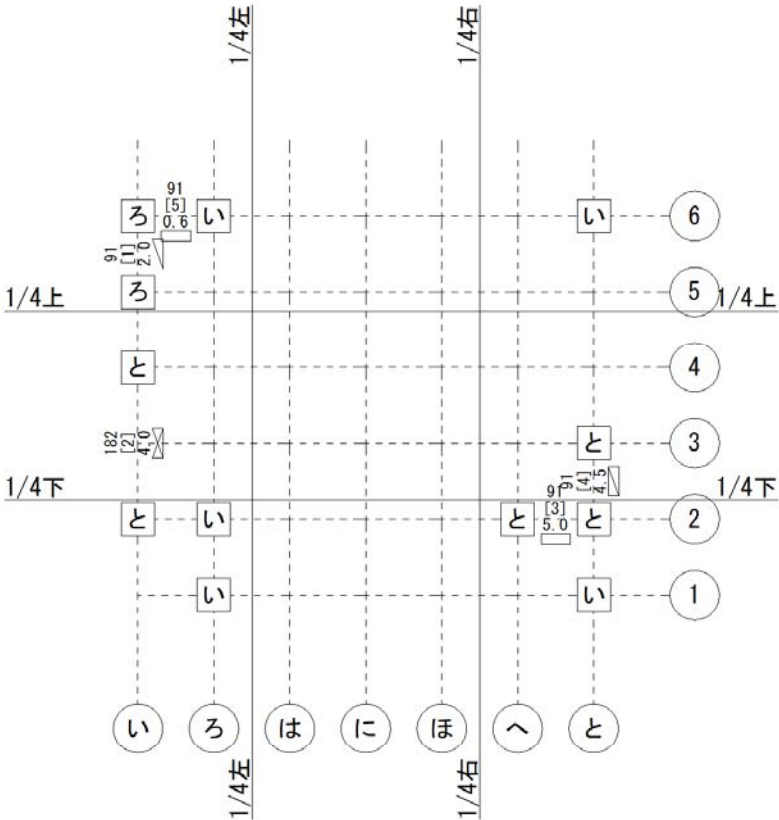 1/4左
1/4右
91
[5]
0.6
ろ
い
い
6
91
[1]
2.0
ろ
5
1/4上
1/4上
と
4
182
[2]
4.0
と
3
91
[4]
4.5
1/4下
1/4下
91
[3]
5.0
と
い
と
と
2
い
い
1
い
ろ
は
に
ほ
へ
と
1/4左
1/4右